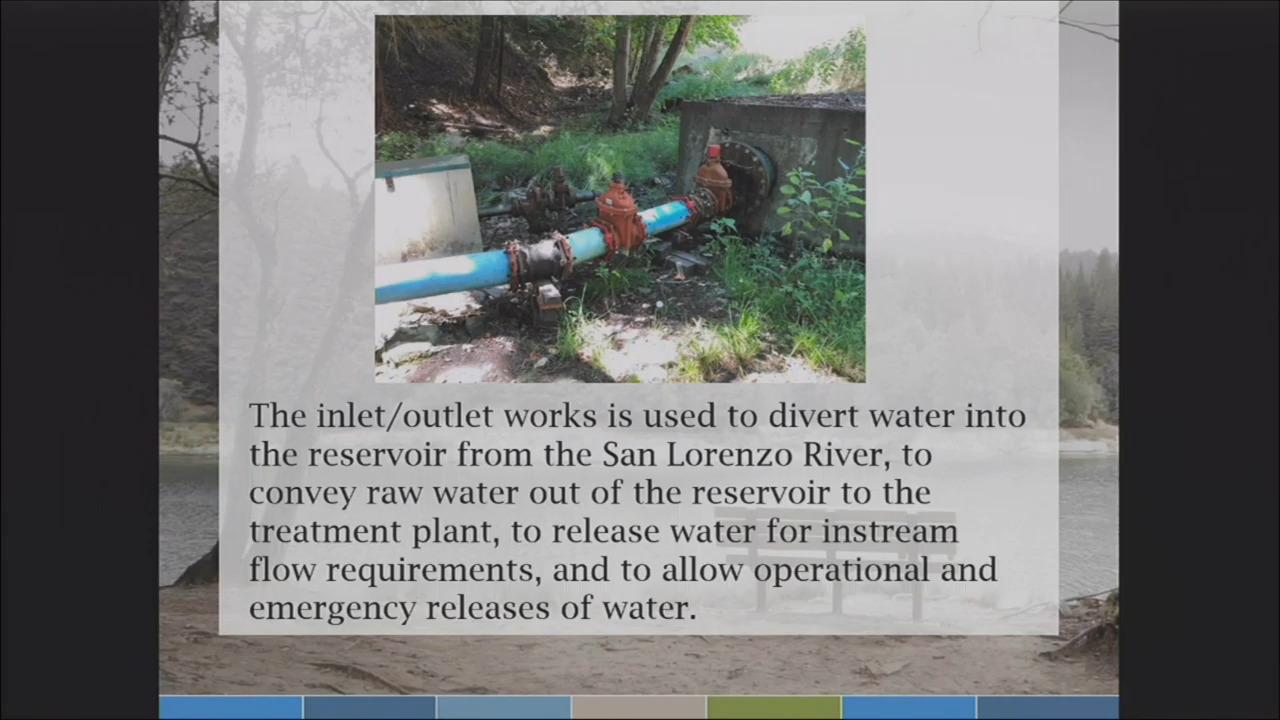 The inlet/outlet works is used to divert water into
the reservoir from the San Lorenzo River, to
convey raw water out of the reservoir to the
treatment plant, to release water for instream
flow requirements, and to allow operational and
emergency releases of water.